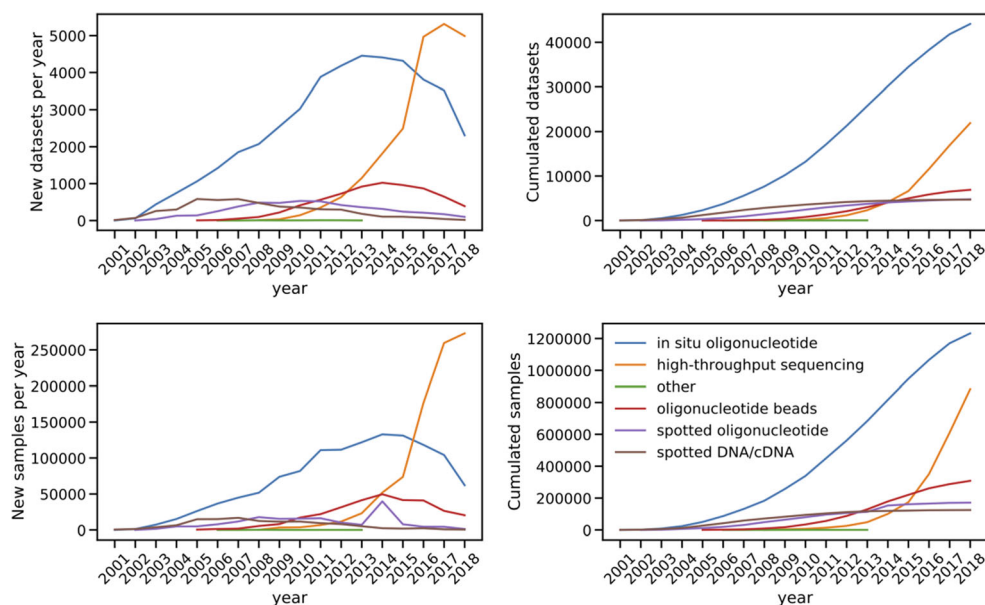 New datasets per year
5000
4000
3000
2000
1000
0
2001 2002 2003 2004 2005 2006 2007 2008 2009 2010 2011 2012 2013 2014 2015 2016 2017 2018
year
Cumulated datasets
40000
30000
20000
10000
0
2001 2002 2003 2004 2005 2006 2007 2008 2009 2010 2011 2012 2013 2014 2015 2016 2017 2018
year
New samples per year
250000
200000
150000
100000
50000
0
2001 2002 2003 2004 2005 2006 2007 2008 2009 2010 2011 2012 2013 2014 2015 2016 2017 2018
year
Cumulated samples
1200000
1000000
800000
600000
400000
200000
0
in situ oligonucleotide
high-throughput sequencing
other
oligonucleotide beads
spotted oligonucleotide
spotted DNA/cDNA
2001 2002 2003 2004 2005 2006 2007 2008 2009 2010 2011 2012 2013 2014 2015 2016 2017 2018
year